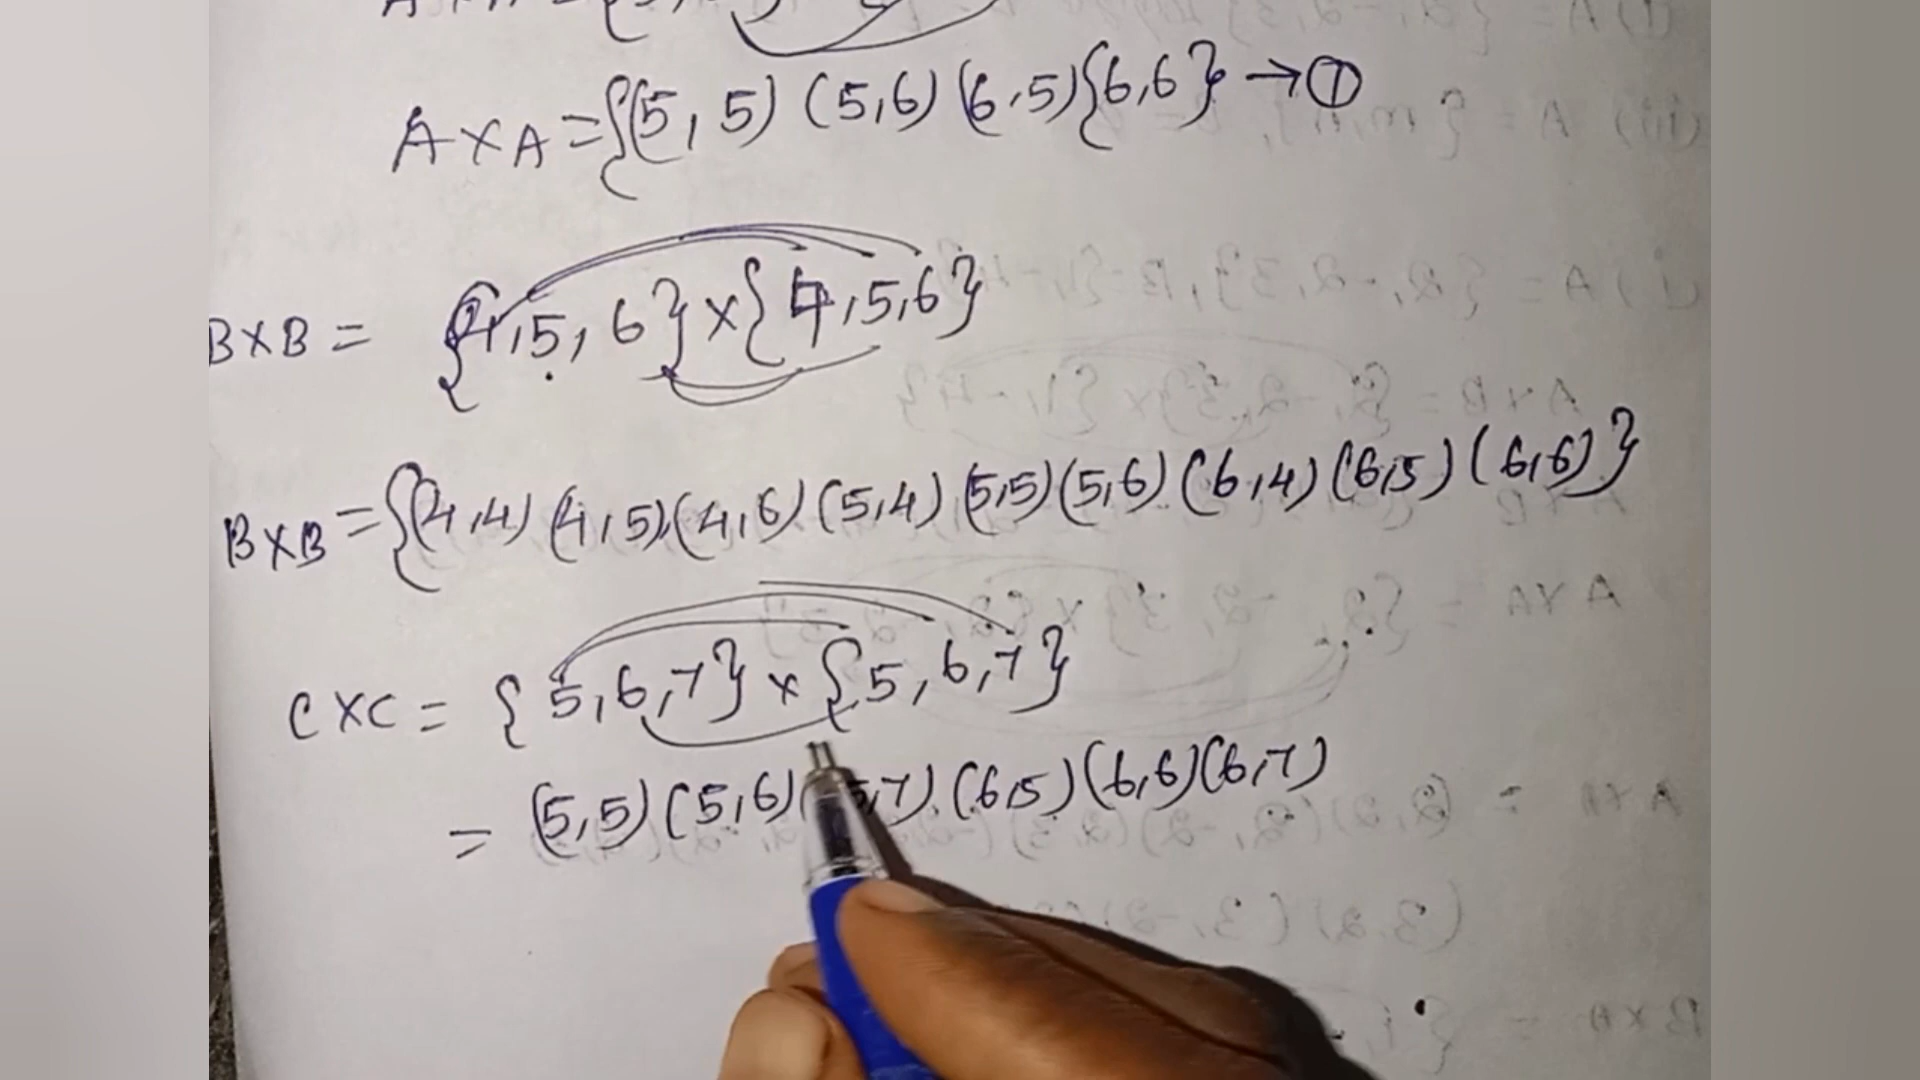 A×A = {(5, 5) (5,6) (6,5){6,6} → ①
B×B = {4,5, 6} × {4,5,6}
B×B = {(4,4) (4,5),(4,6) (5,4) (5,5) (5,6) (6,4) (6,5) (6,6)}
C×C = { 5,6,7} × {5,6,7}
= (5,5) (5,6) 5,7) (6,5) (6,6) (6,7)